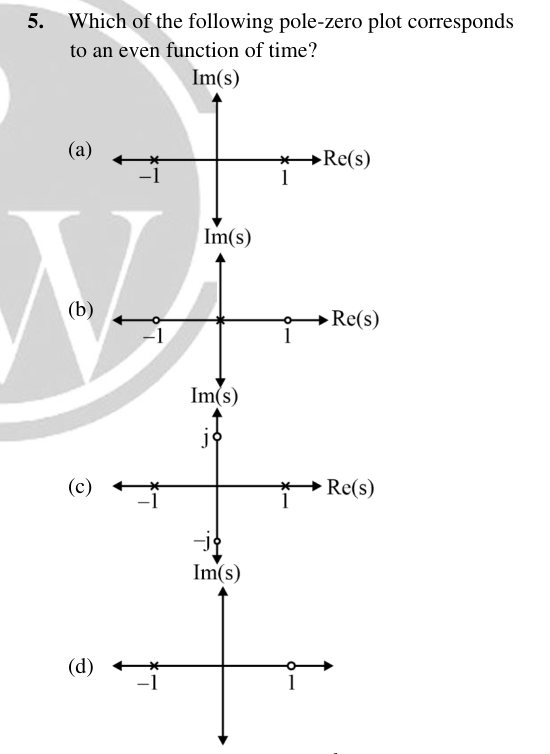 5. Which of the following pole-zero plot corresponds
to an even function of time?
Im(s)
(a)
Re(s)
–1
1
Im(s)
(b)
Re(s)
–1
1
Im(s)
j
(c)
Re(s)
–1
1
–j
Im(s)
(d)
–1
1
W